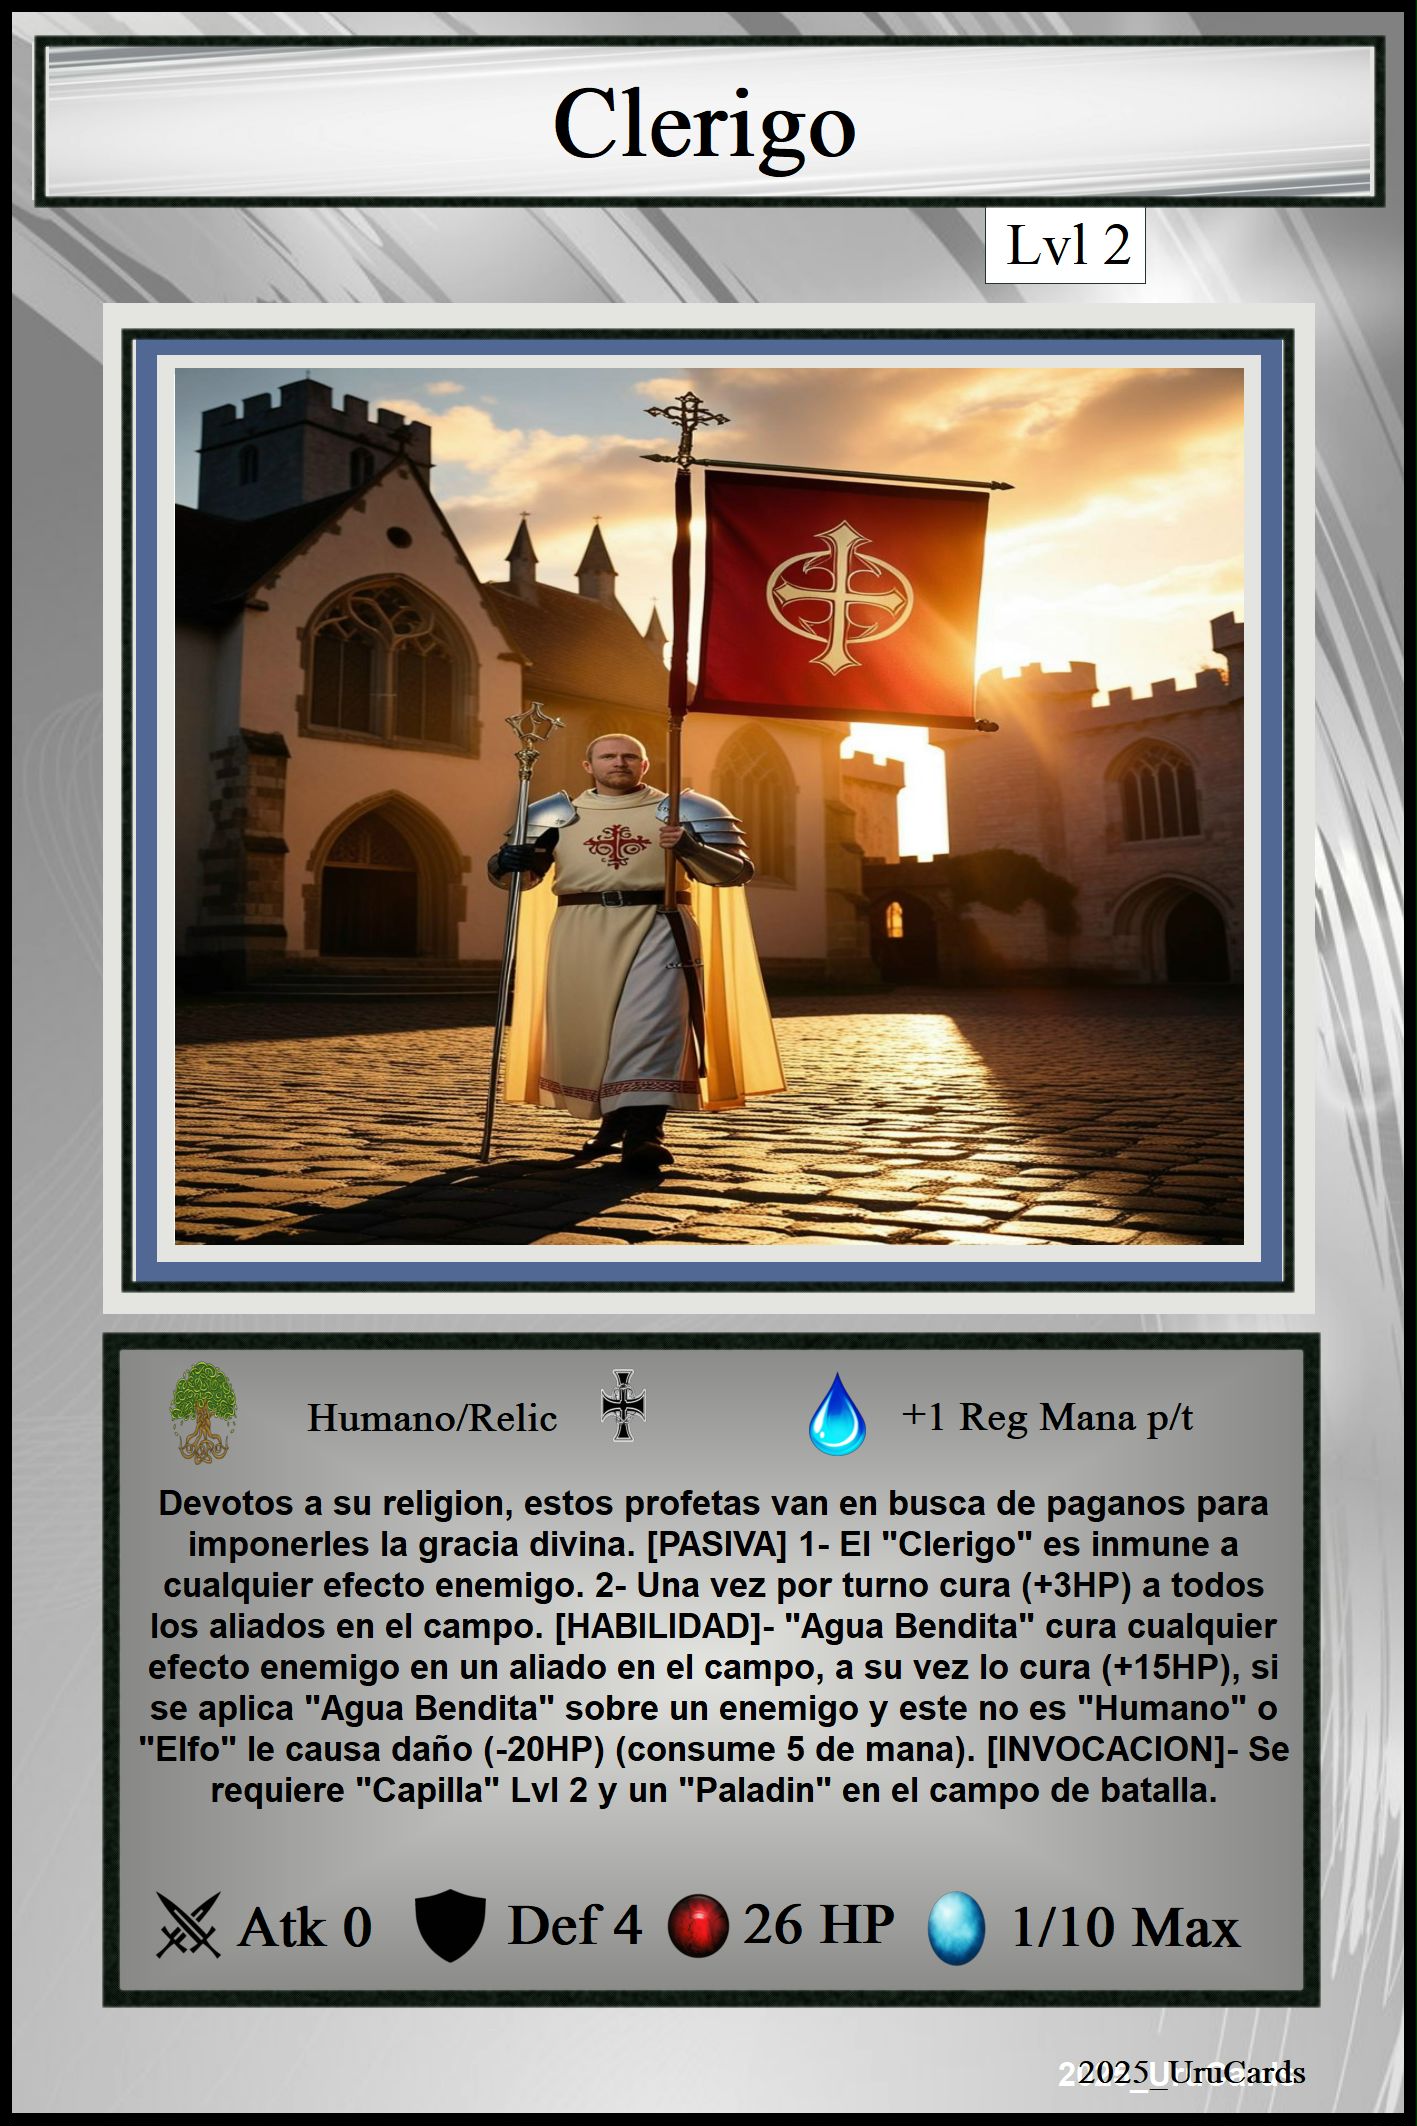 Clerigo
Lvl 2
Humano/Relic
+1 Reg Mana p/t
Devotos a su religion, estos profetas van en busca de paganos para
imponerles la gracia divina. [PASIVA] 1- El "Clerigo" es inmune a
cualquier efecto enemigo. 2- Una vez por turno cura (+3HP) a todos
los aliados en el campo. [HABILIDAD]- "Agua Bendita" cura cualquier
efecto enemigo en un aliado en el campo, a su vez lo cura (+15HP), si
se aplica "Agua Bendita" sobre un enemigo y este no es "Humano" o
"Elfo" le causa daño (-20HP) (consume 5 de mana). [INVOCACION]- Se
requiere "Capilla" Lvl 2 y un "Paladin" en el campo de batalla.
Atk 0
Def 4
26 HP
1/10 Max
2025_UruCards